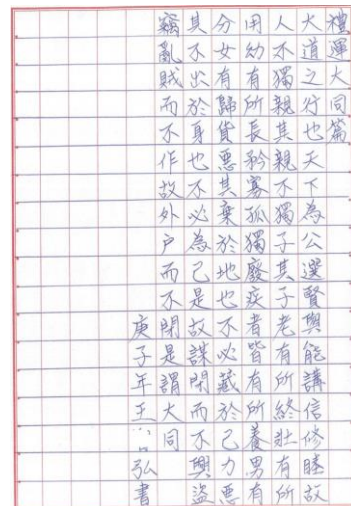 禮運大同篇
大道之行也天下為公選賢與能講信修睦故
人不獨親其親不獨子其子老有所終壯有所
用幼有所長矜寡孤獨廢疾者皆有所養男有
分女有歸貨惡其棄於地也不必藏於己力惡
其不出於身也不必為己是故謀閉而不興盜
竊亂賊而不作故外戶而不閉是謂大同
庚子年王弘書